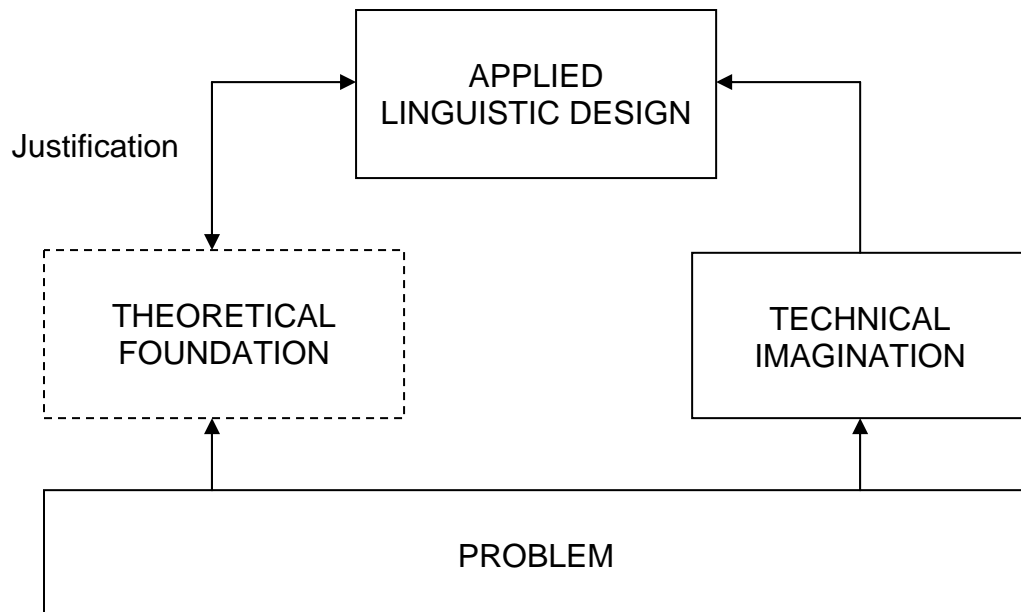 APPLIED
LINGUISTIC DESIGN
Justification
THEORETICAL
FOUNDATION
TECHNICAL
IMAGINATION
PROBLEM